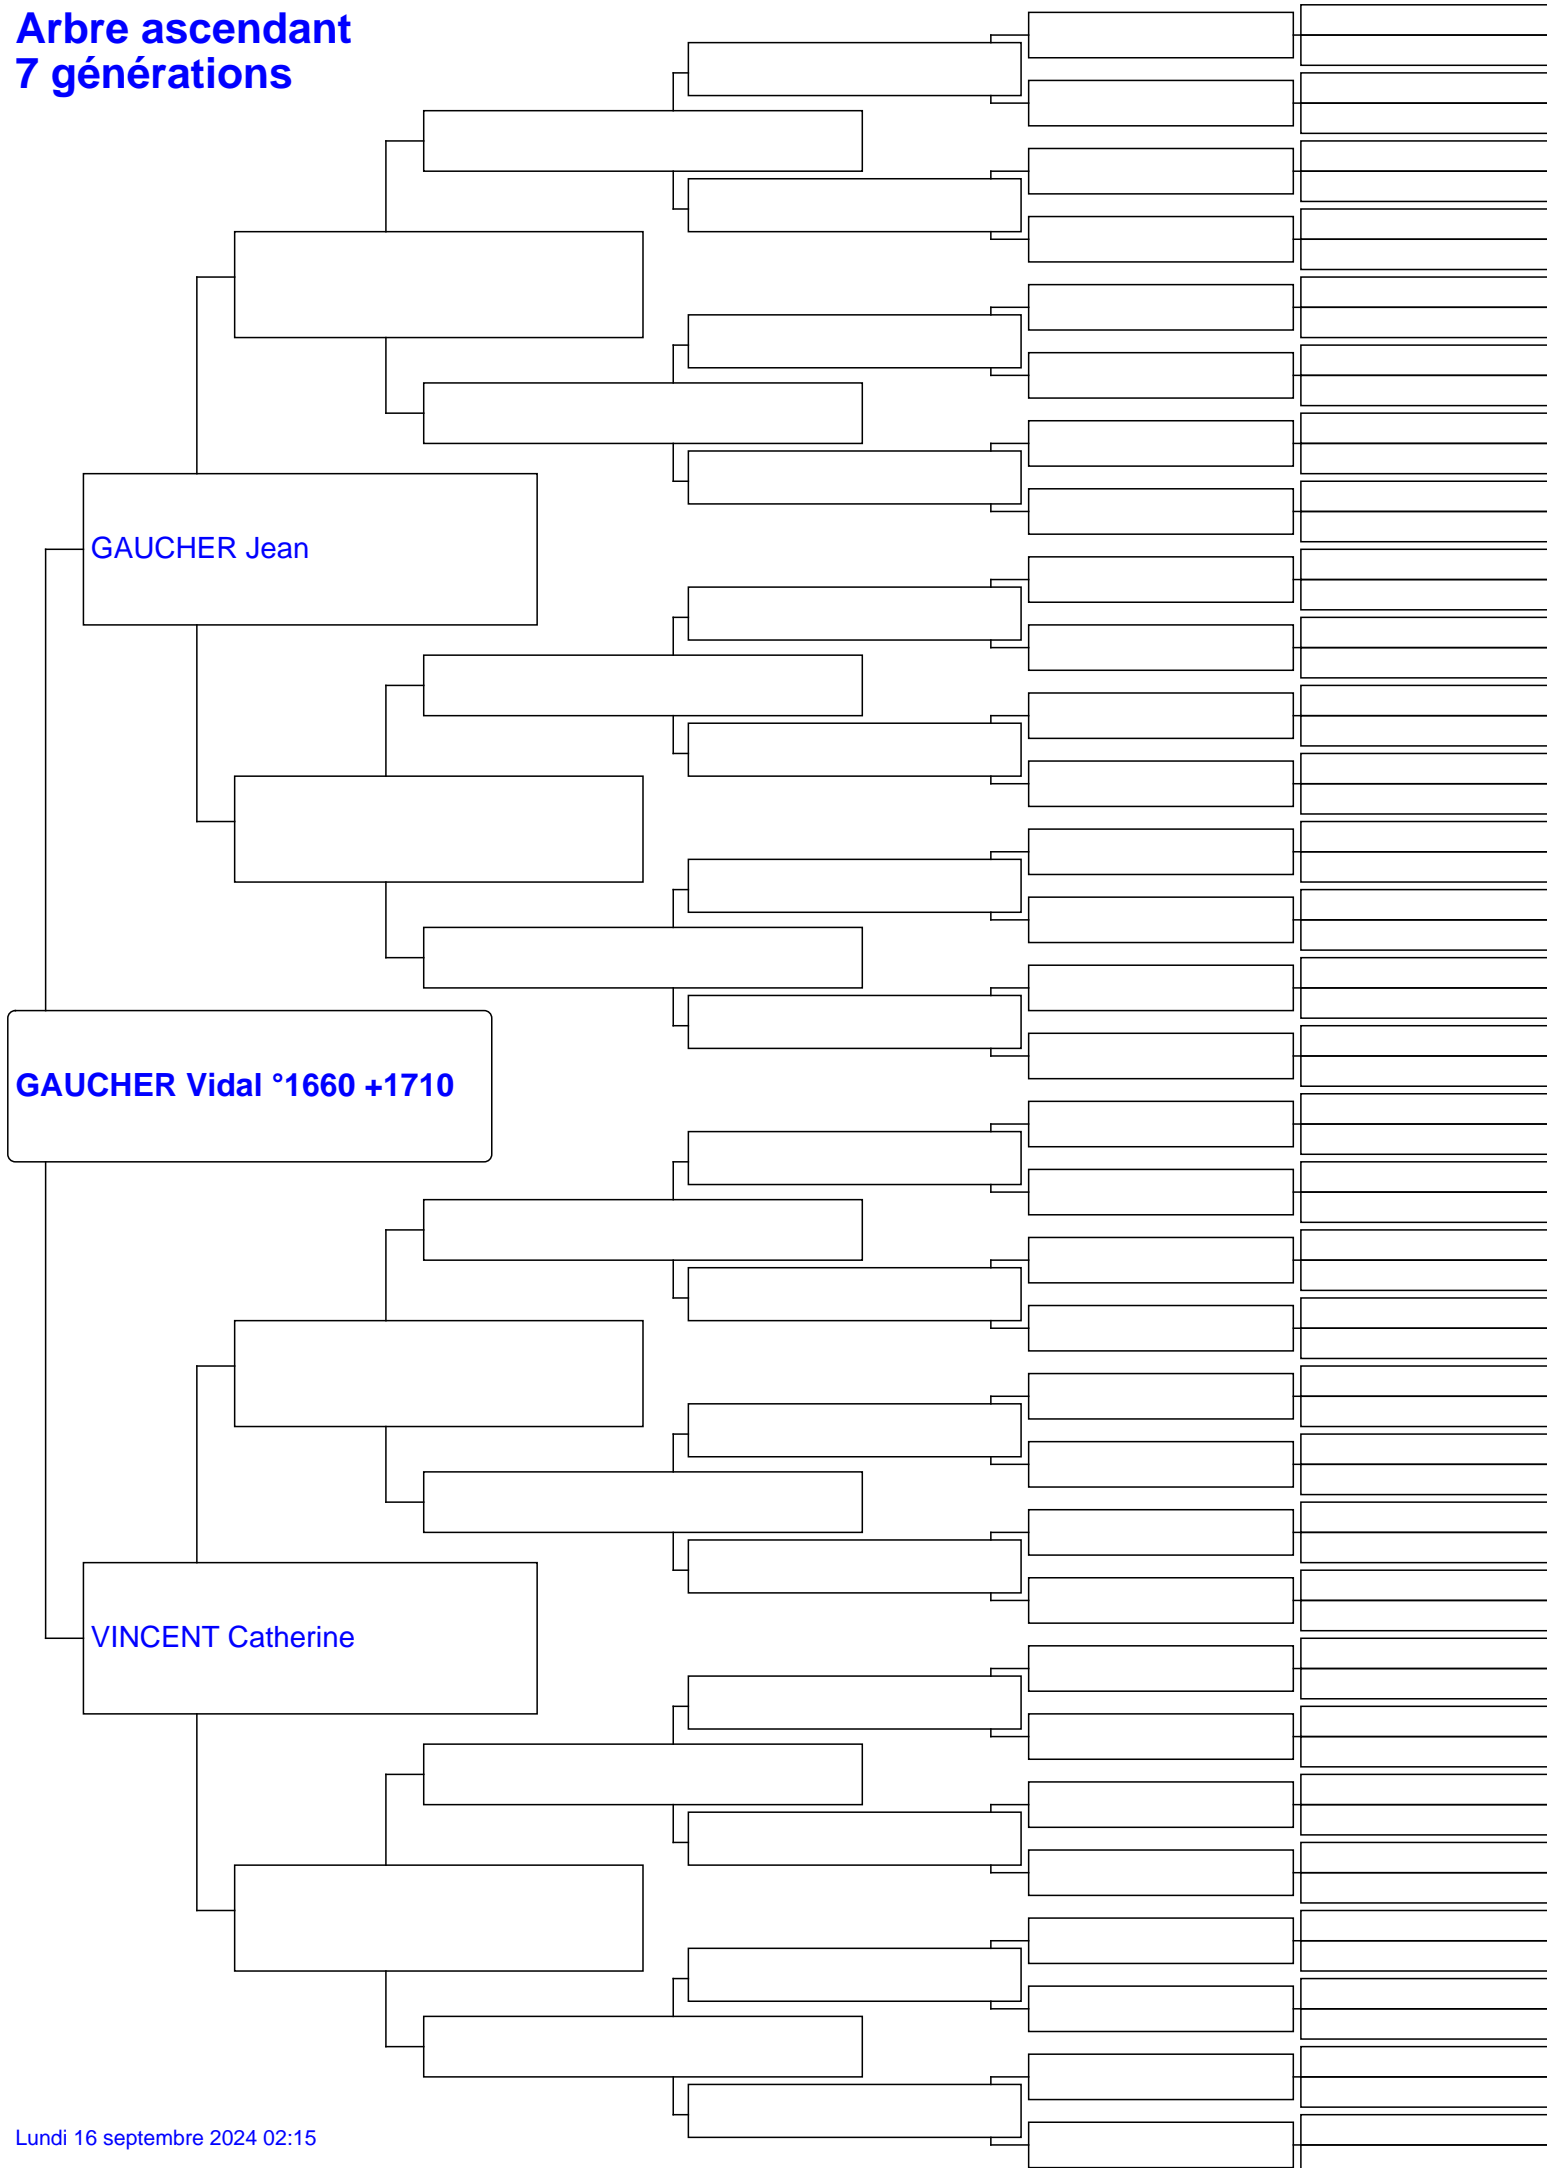 Arbre ascendant
7 générations
GAUCHER Jean
GAUCHER Vidal °1660 +1710
VINCENT Catherine
Lundi 16 septembre 2024 02:15